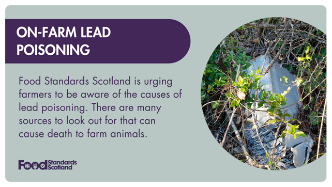 ON-FARM LEAD
POISONING
Food Standards Scotland is urging
farmers to be aware of the causes of
lead poisoning. There are many
sources to look out for that can
cause death to farm animals.
Food Standards
Scotland